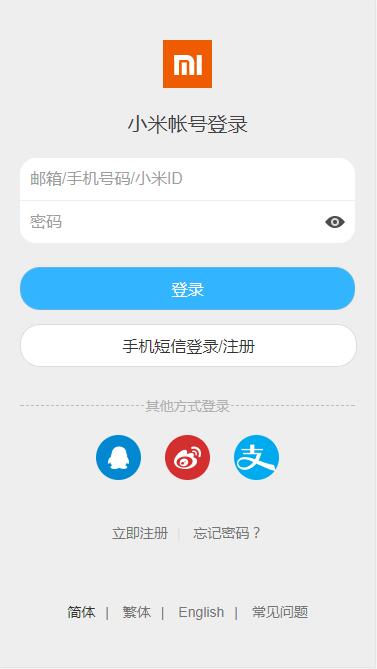 mi
小米帐号登录
邮箱/手机号码/小米ID
密码
登录
手机短信登录/注册
其他方式登录
支
立即注册 | 忘记密码？
简体 | 繁体 | English | 常见问题